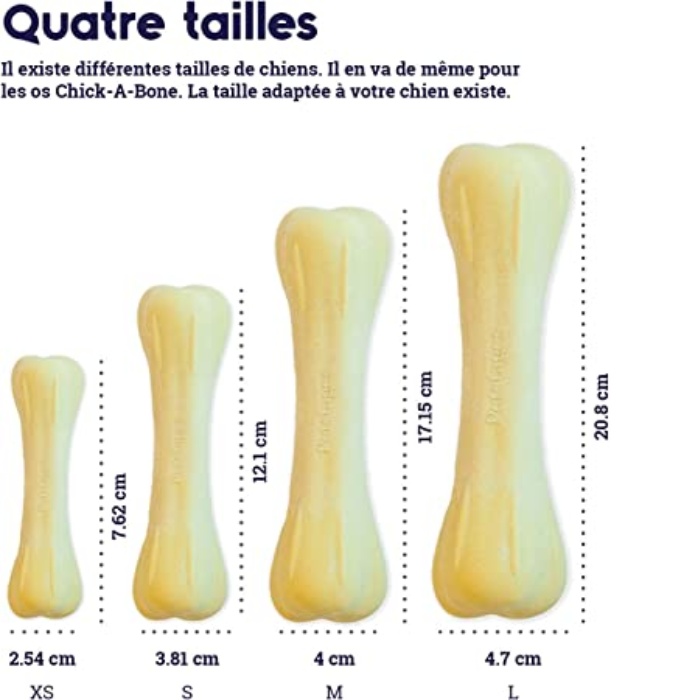 Quatre tailles
Il existe différentes tailles de chiens. Il en va de même pour
les os Chick-A-Bone. La taille adaptée à votre chien existe.
7.62 cm
12.1 cm
17.15 cm
20.8 cm
2.54 cm
3.81 cm
4 cm
4.7 cm
XS
S
M
L